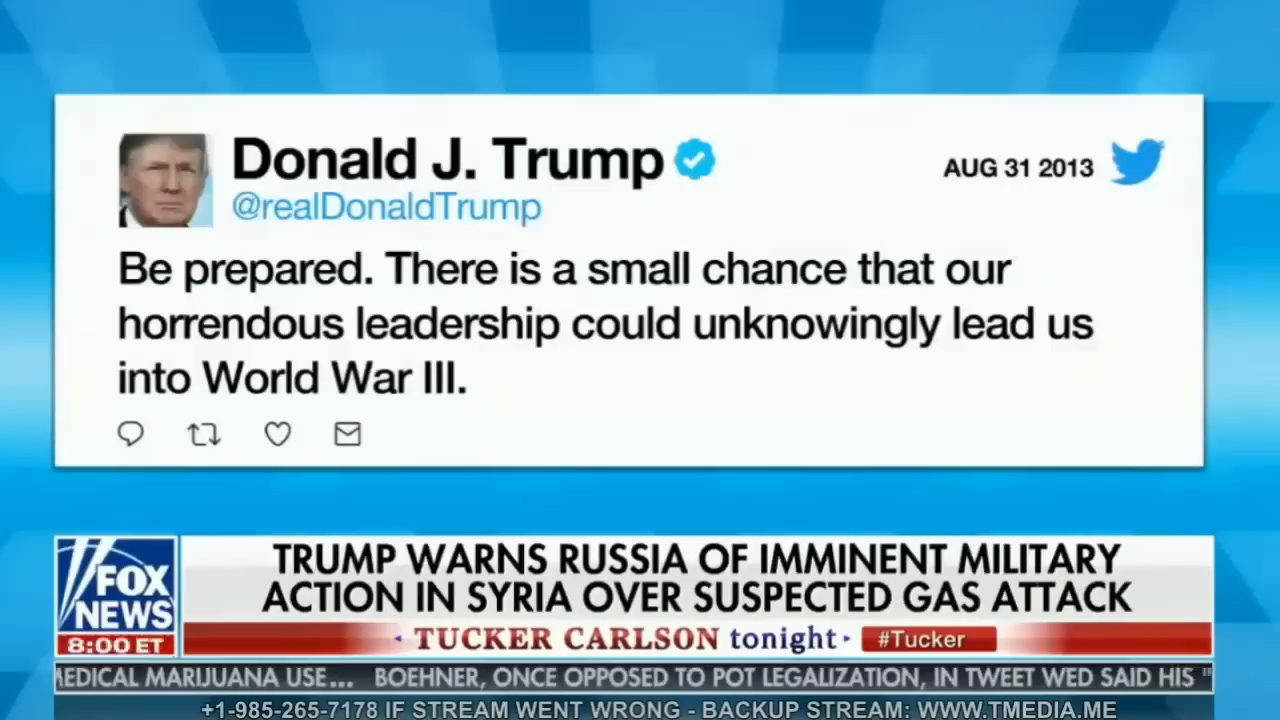 Donald J. Trump
@realDonaldTrump
AUG 31 2013
Be prepared. There is a small chance that our
horrendous leadership could unknowingly lead us
into World War III.
FOX
NEWS
8:00 ET
TRUMP WARNS RUSSIA OF IMMINENT MILITARY
ACTION IN SYRIA OVER SUSPECTED GAS ATTACK
TUCKER CARLSON tonight
#Tucker
MEDICAL MARIJUANA USE... BOEHNER, ONCE OPPOSED TO POT LEGALIZATION, IN TWEET WED SAID HIS "
+1-985-265-7178 IF STREAM WENT WRONG - BACKUP STREAM: WWW.TMEDIA.ME